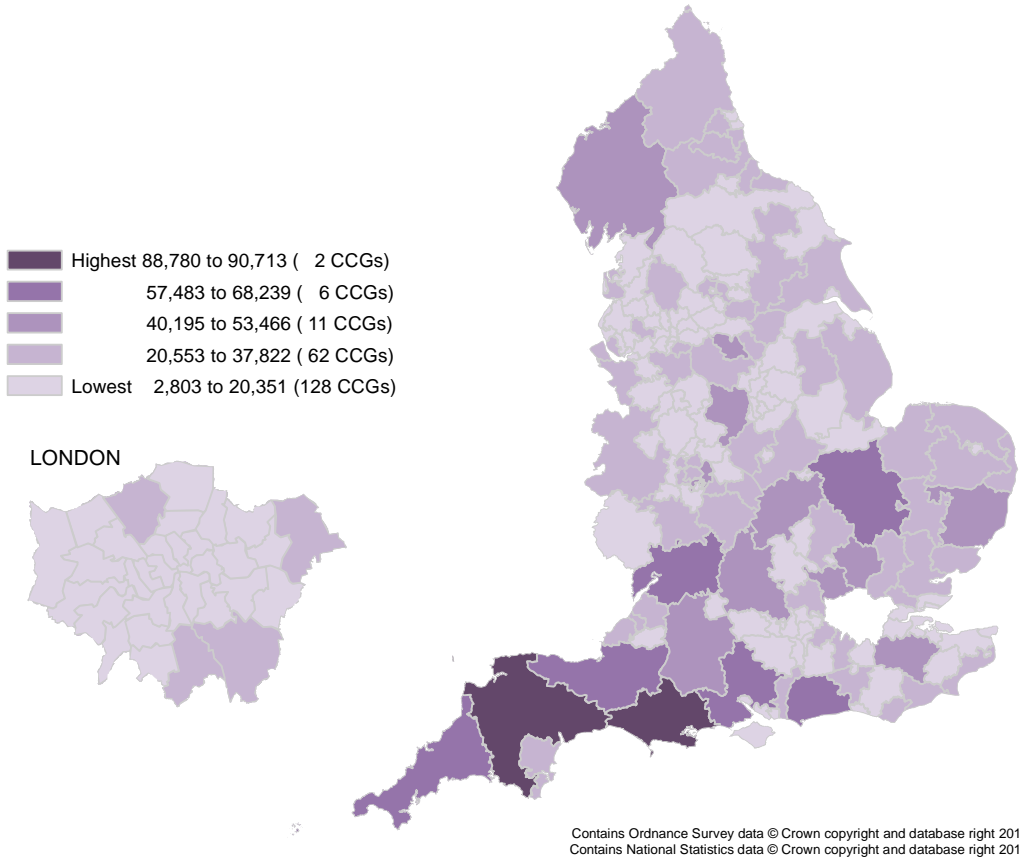 Highest 88,780 to 90,713 ( 2 CCGs)
57,483 to 68,239 ( 6 CCGs)
40,195 to 53,466 ( 11 CCGs)
20,553 to 37,822 ( 62 CCGs)
Lowest 2,803 to 20,351 (128 CCGs)
LONDON
Contains Ordnance Survey data © Crown copyright and database right 201
Contains National Statistics data © Crown copyright and database right 201